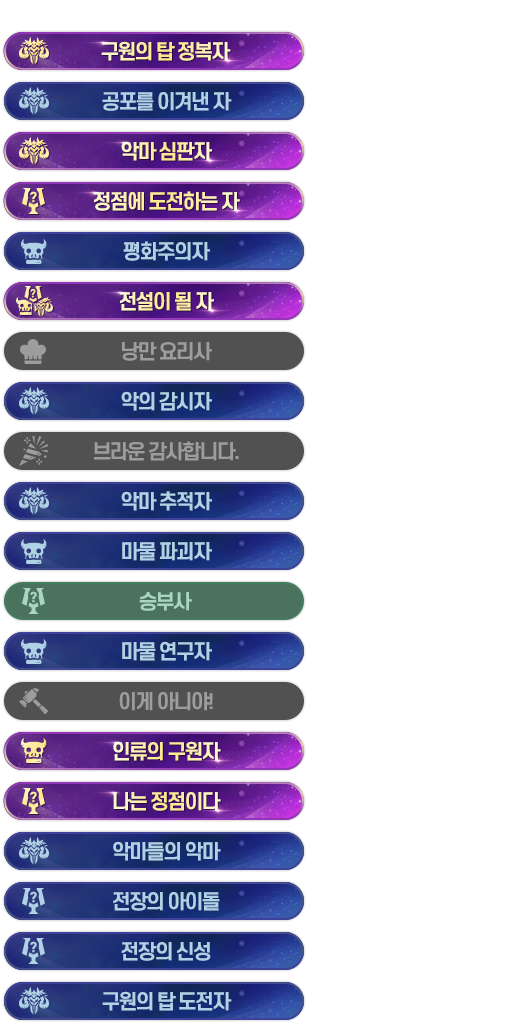 구원의 탑 정복자
공포를 이겨낸 자
악마 심판자
정점에 도전하는 자
평화주의자
전설이 될 자
낭만 요리사
악의 감시자
브라운 감사합니다.
악마 추적자
마물 파괴자
승부사
마물 연구자
이게 아니야!
인류의 구원자
나는 정점이다
악마들의 악마
전장의 아이돌
전장의 신성
구원의 탑 도전자